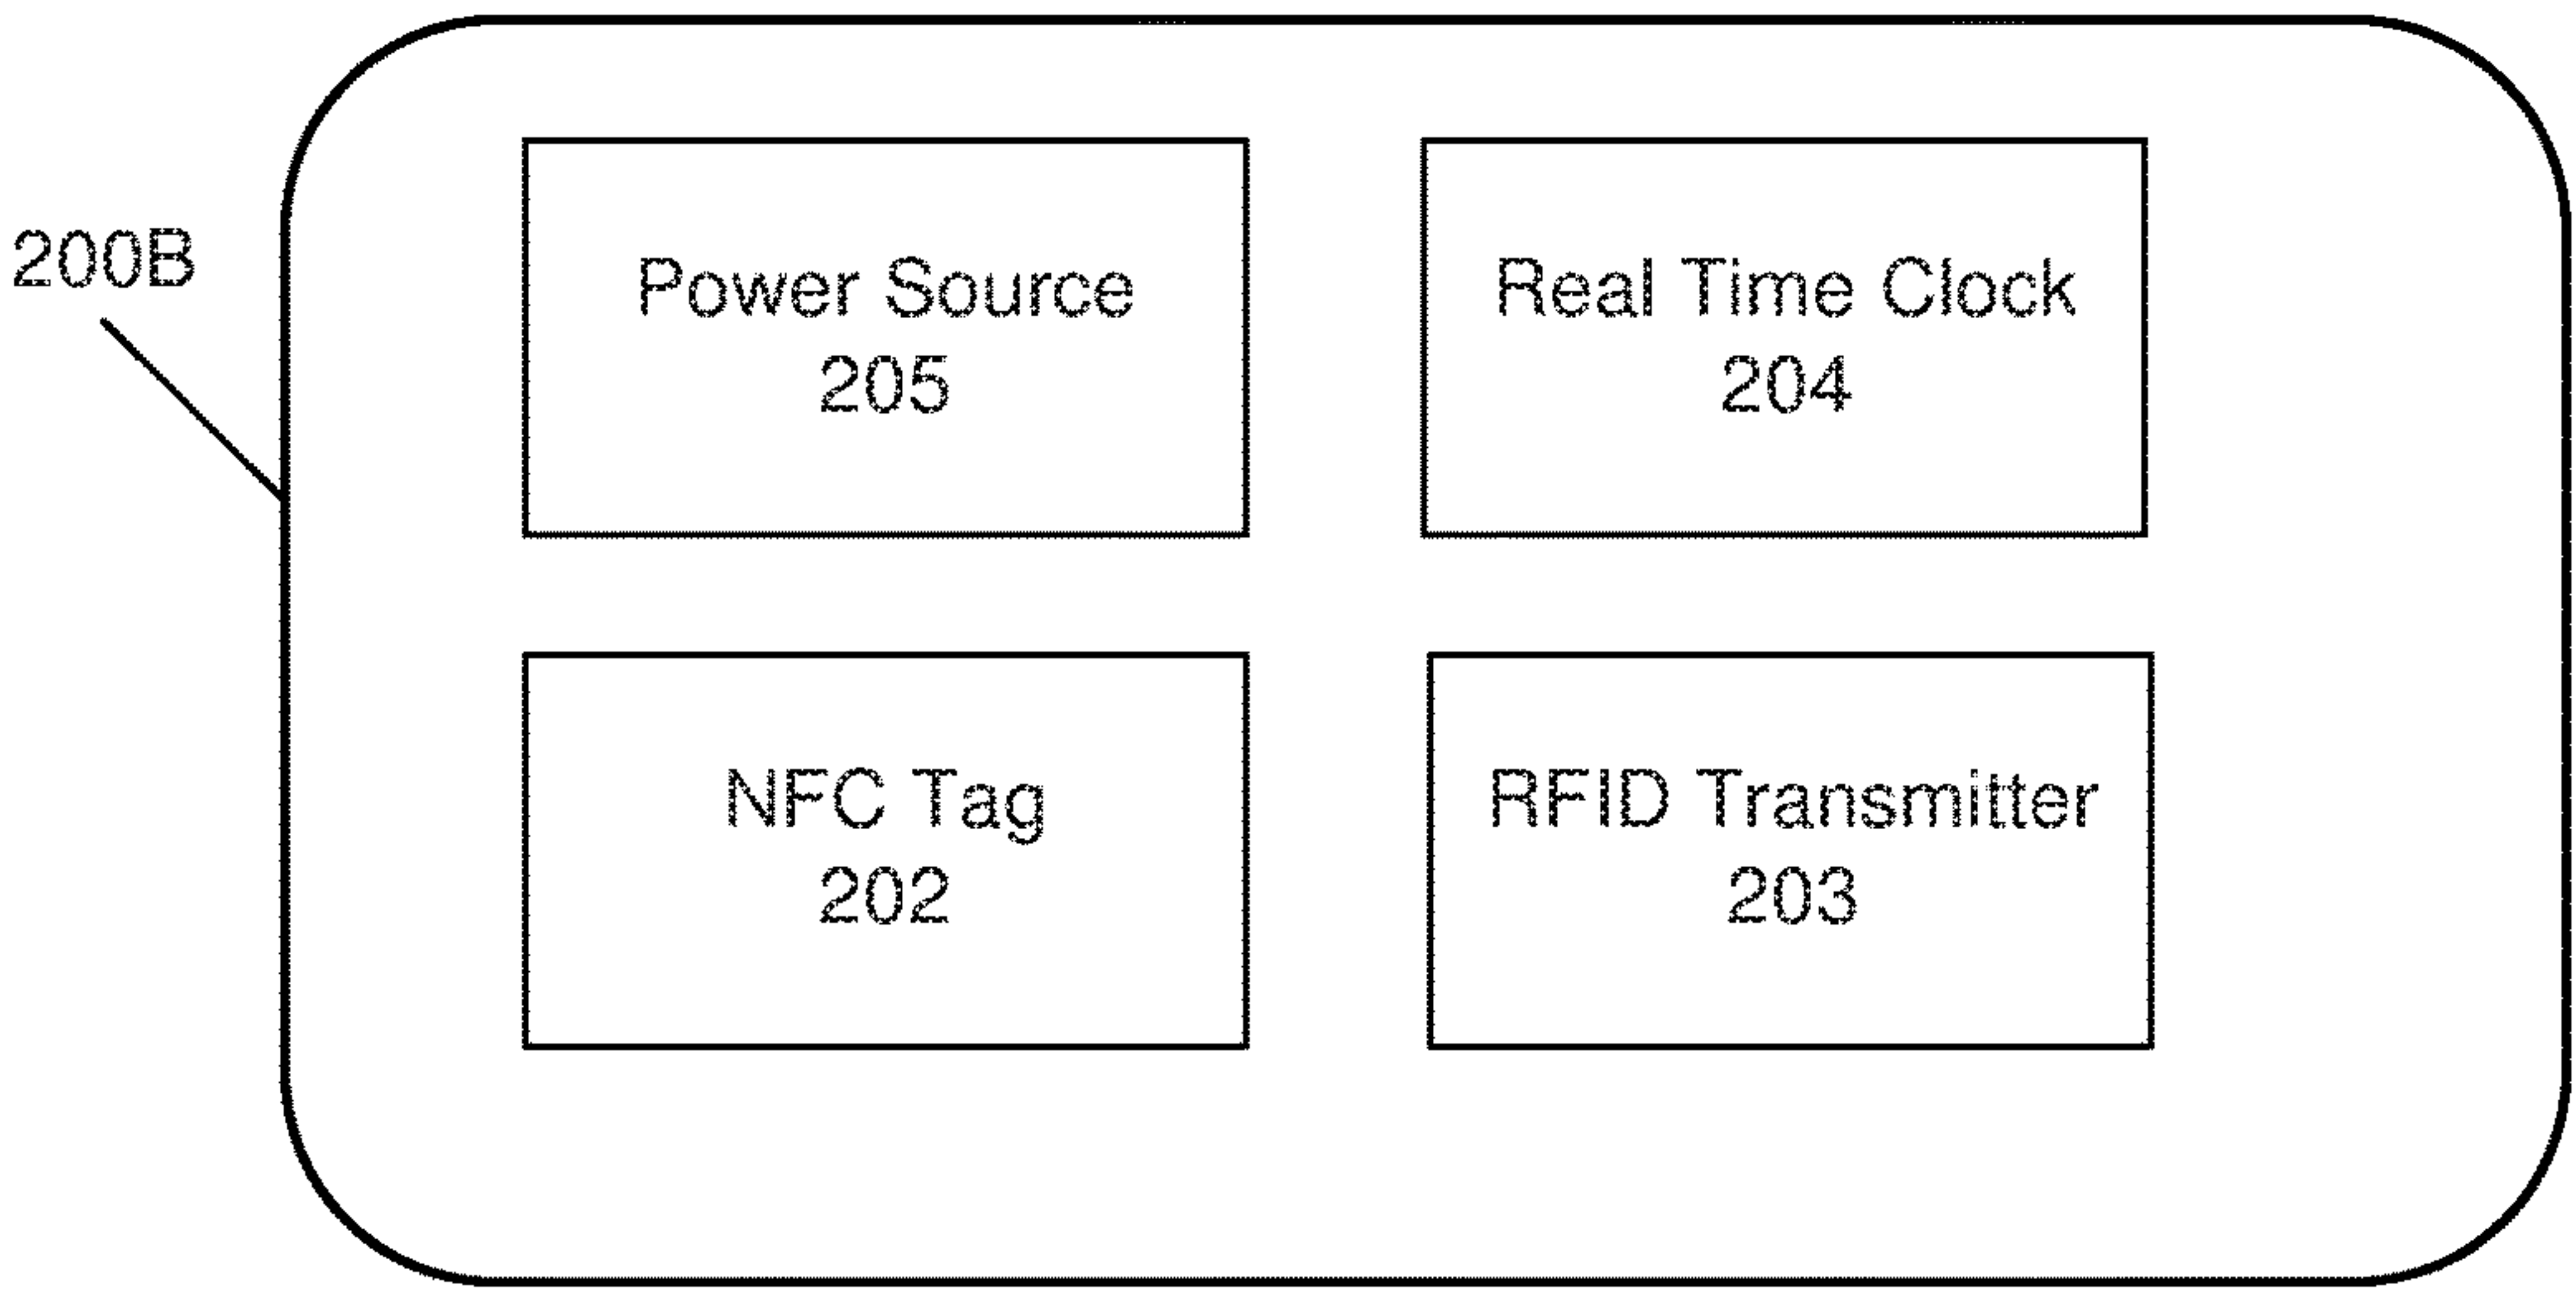 200B
Power Source
205
Real Time Clock
204
NFC Tag
202
RFID Transmitter
203